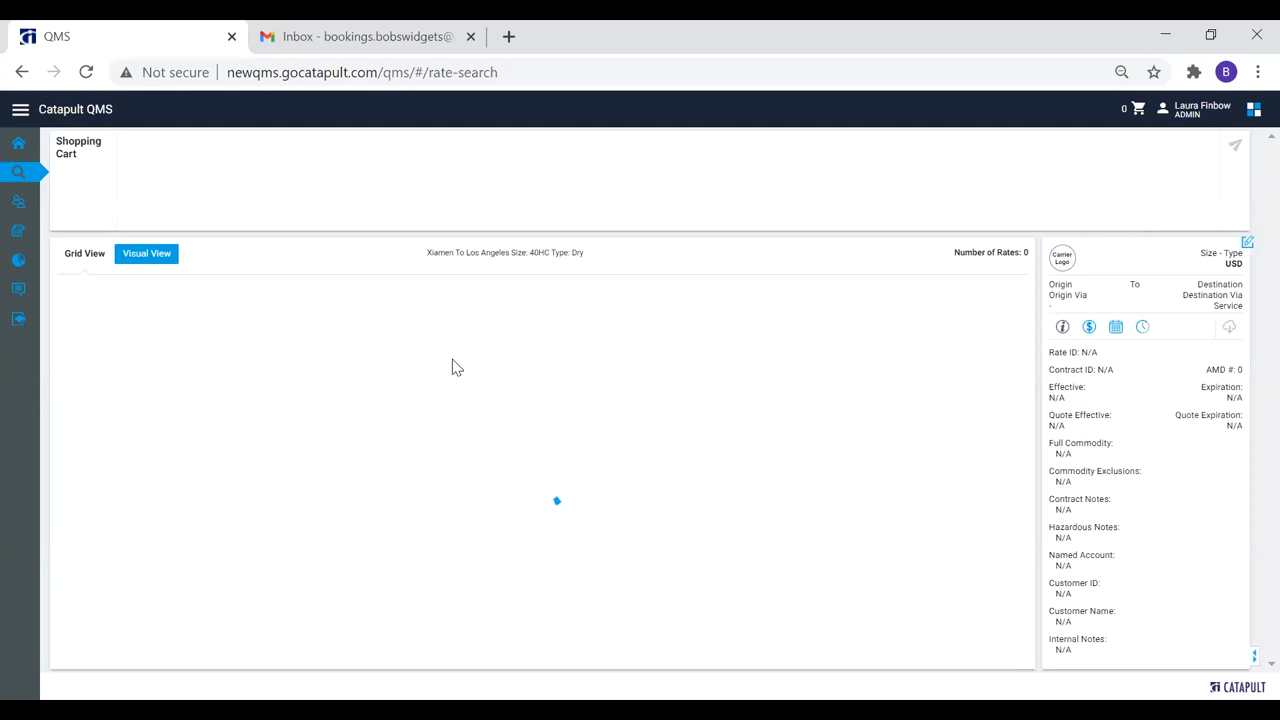 QMS
Inbox - bookings.bobswidgets@
Not secure
newqms.gocatapult.com/qms/#/rate-search
B
Catapult QMS
0
Laura Finbow
ADMIN
Shopping
Cart
Grid View
Visual View
Xiamen To Los Angeles Size: 40HC Type: Dry
Number of Rates: 0
Carrier
Logo
Size - Type
USD
Origin To Destination
Origin Via Destination Via
- Service
Rate ID: N/A
Contract ID: N/A AMD #: 0
Effective: Expiration:
N/A N/A
Quote Effective: Quote Expiration:
N/A N/A
Full Commodity:
N/A
Commodity Exclusions:
N/A
Contract Notes:
N/A
Hazardous Notes:
N/A
Named Account:
N/A
Customer ID:
N/A
Customer Name:
N/A
Internal Notes:
N/A
CATAPULT